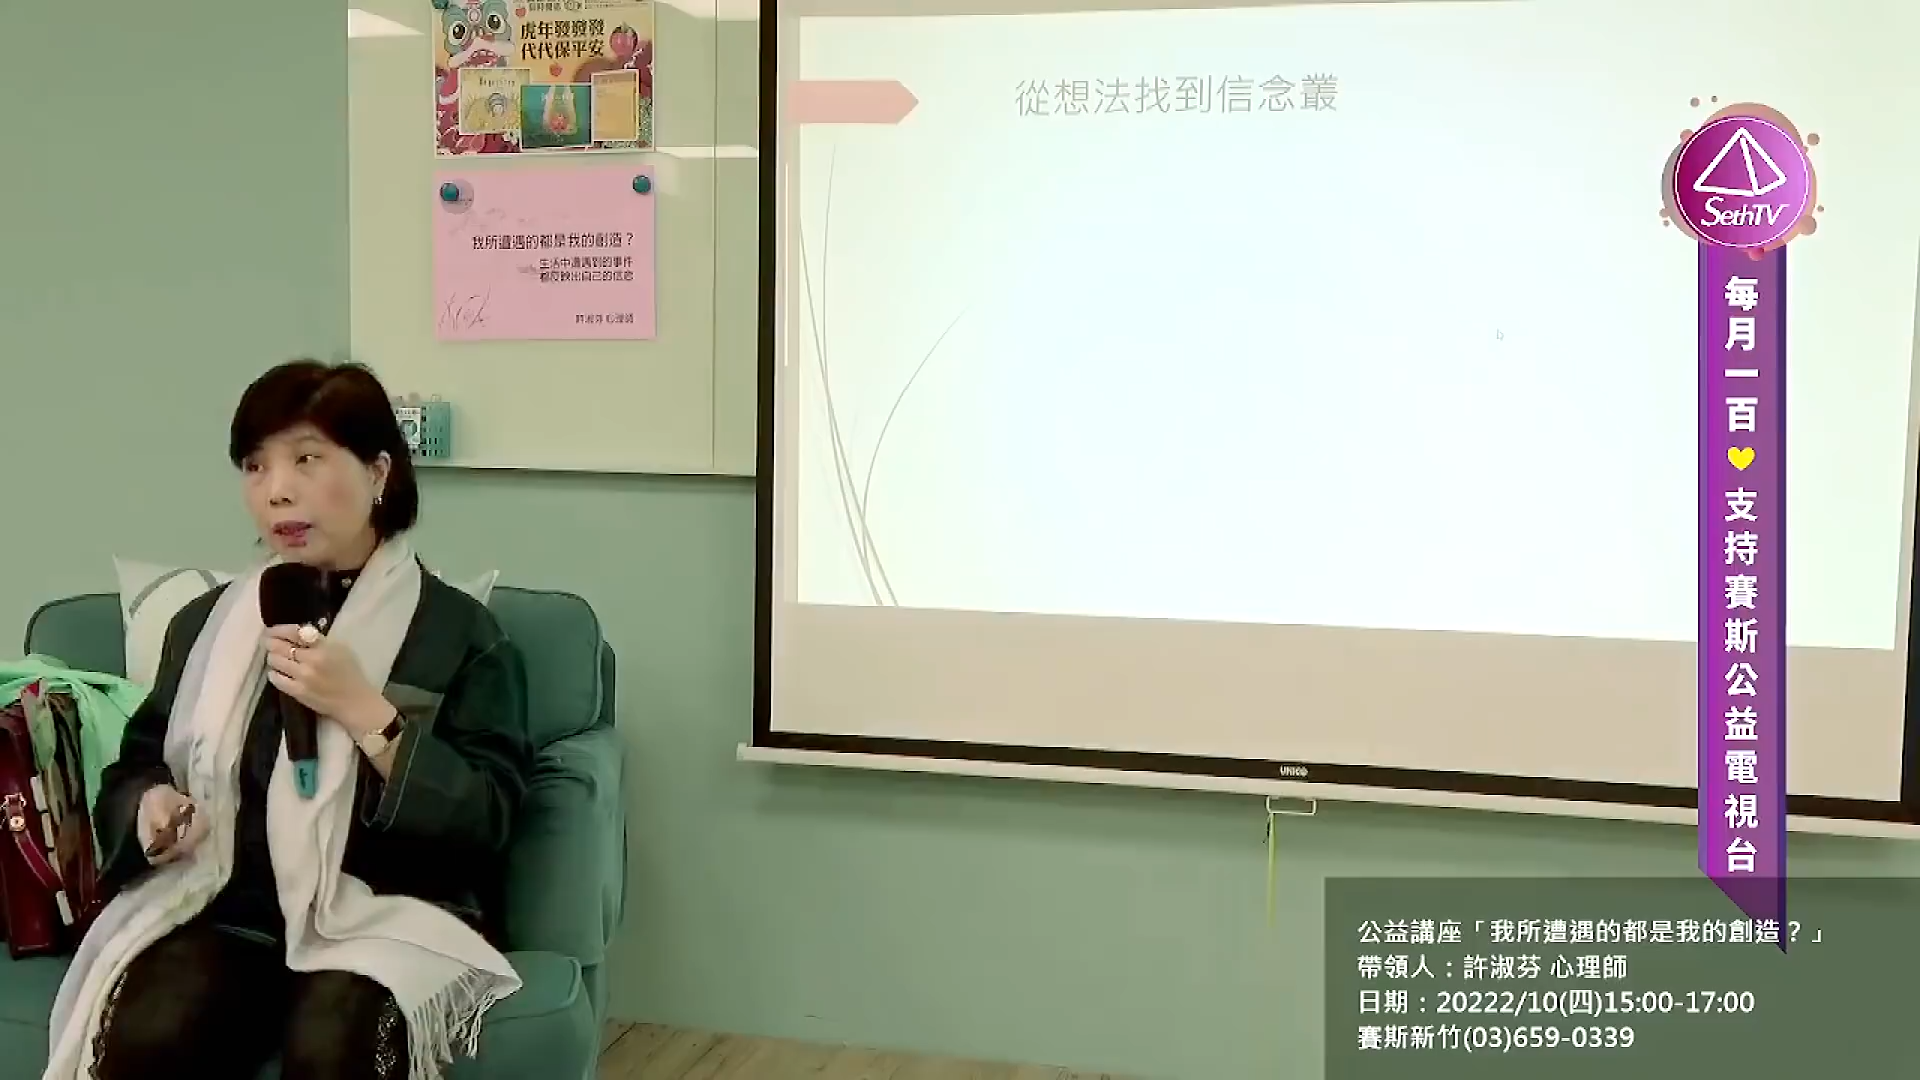 虎年發發發
代代保平安
我所遭遇的都是我的創造？
生活中遭遇到的事件
都反映出自己的信念
許淑芬 心理師
從想法找到信念叢
UNICO
SethTV
每月一百 支持賽斯公益電視台
公益講座「我所遭遇的都是我的創造？」
帶領人：許淑芬 心理師
日期：20222/10(四)15:00-17:00
賽斯新竹(03)659-0339